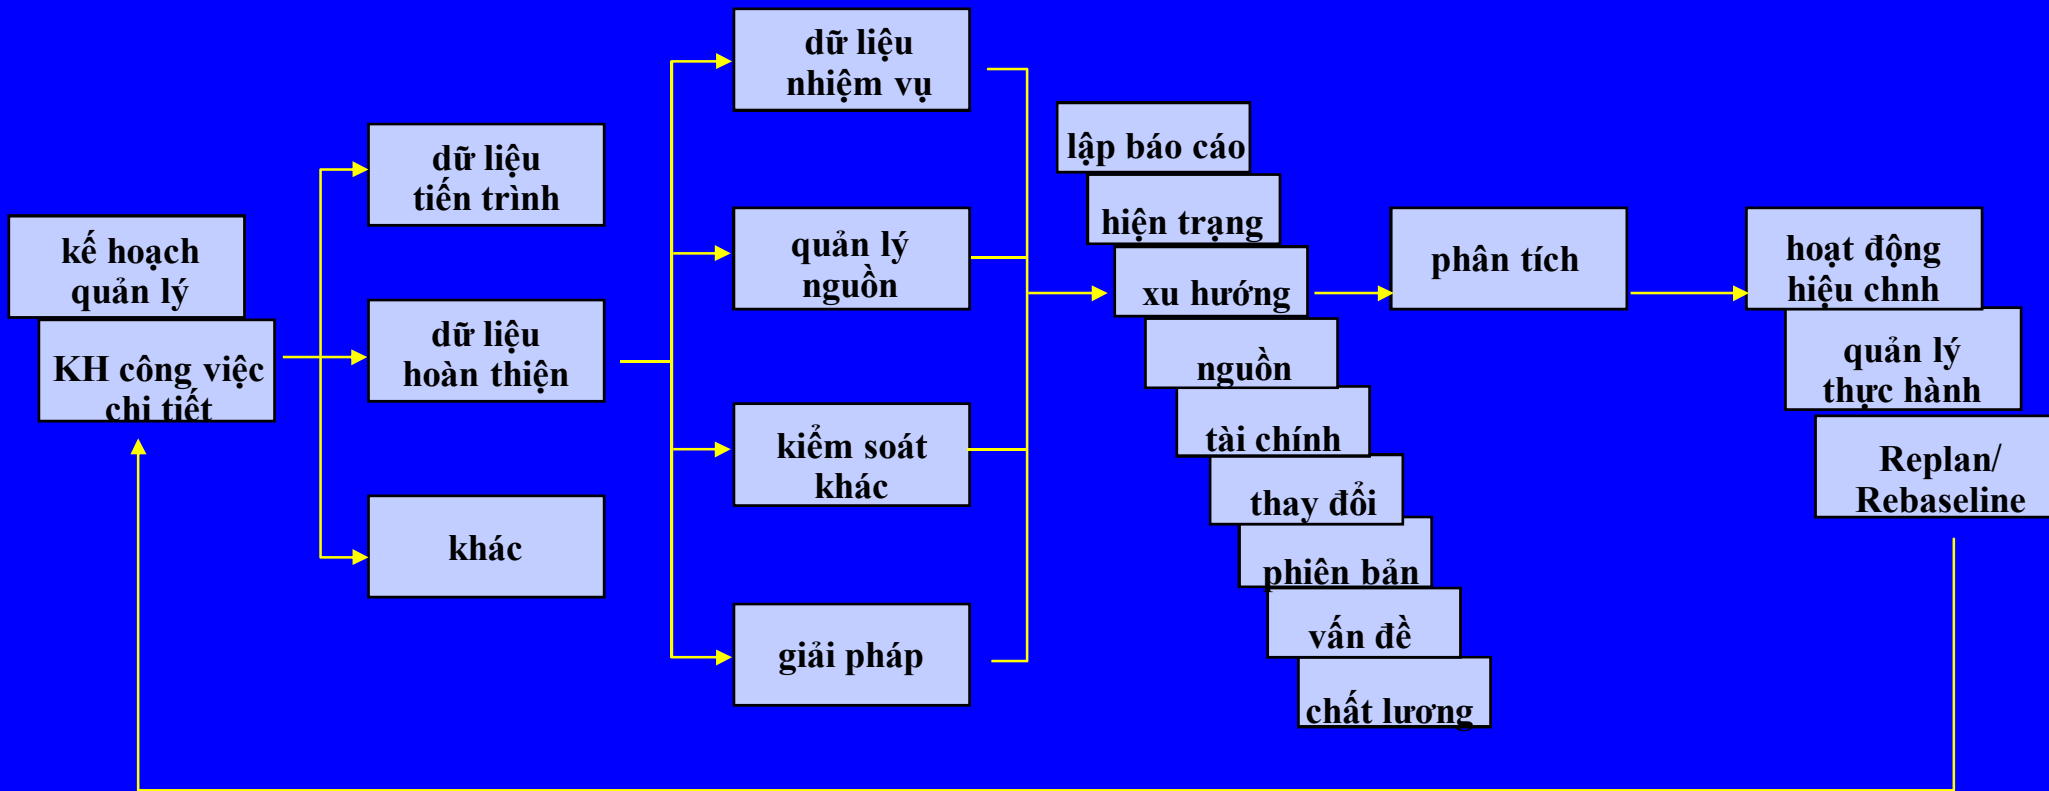 kế hoạch
quản lý
KH công việc
chi tiết
dữ liệu
tiến trình
dữ liệu
hoàn thiện
khác
dữ liệu
nhiệm vụ
quản lý
nguồn
kiểm soát
khác
giải pháp
lập báo cáo
hiện trạng
xu hướng
nguồn
tài chính
thay đổi
phiên bản
vấn đề
chất lương
phân tích
hoạt động
hiệu chnh
quản lý
thực hành
Replan/
Rebaseline